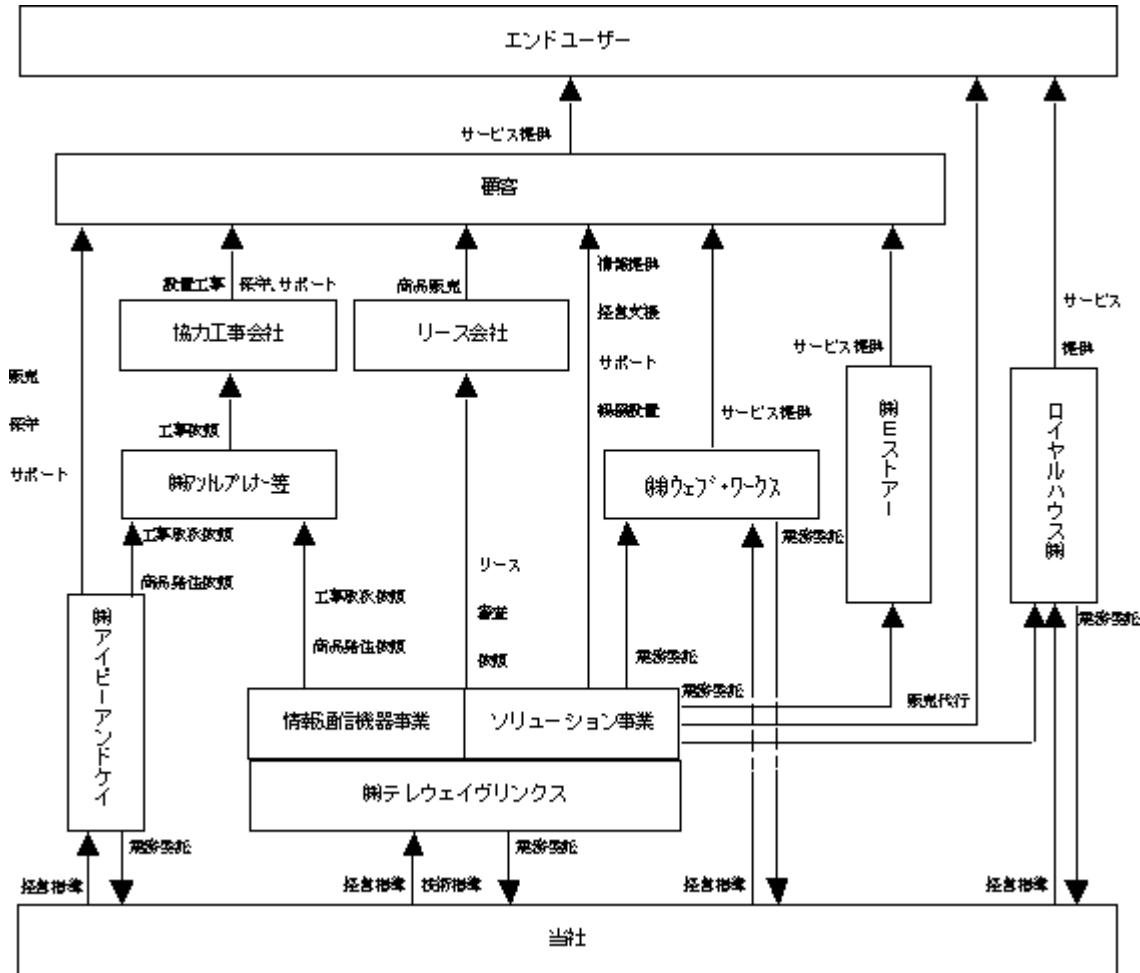 エンドユーザー
サービス提供
顧客
設置工事
保守、サポート
商品販売
情報提供
経営支援
サポート
機器設置
サービス
提供
協力工事会社
リース会社
サービス提供
販売
保守
サポート
工事依頼
サービス提供
㈱Eストアー
ロイヤルハウス㈱
㈱アントレプレナー等
㈱ウェブ・ワークス
工事取次依頼
商品発注依頼
業務委託
リース
審査
依頼
工事取次依頼
商品発注依頼
業務委託
業務委託
㈱アイピーアンドケイ
業務委託
販売代行
情報通信機器事業
ソリューション事業
㈱テレウェイヴリンクス
業務委託
業務委託
経営指導
経営指導
技術指導
経営指導
経営指導
当社